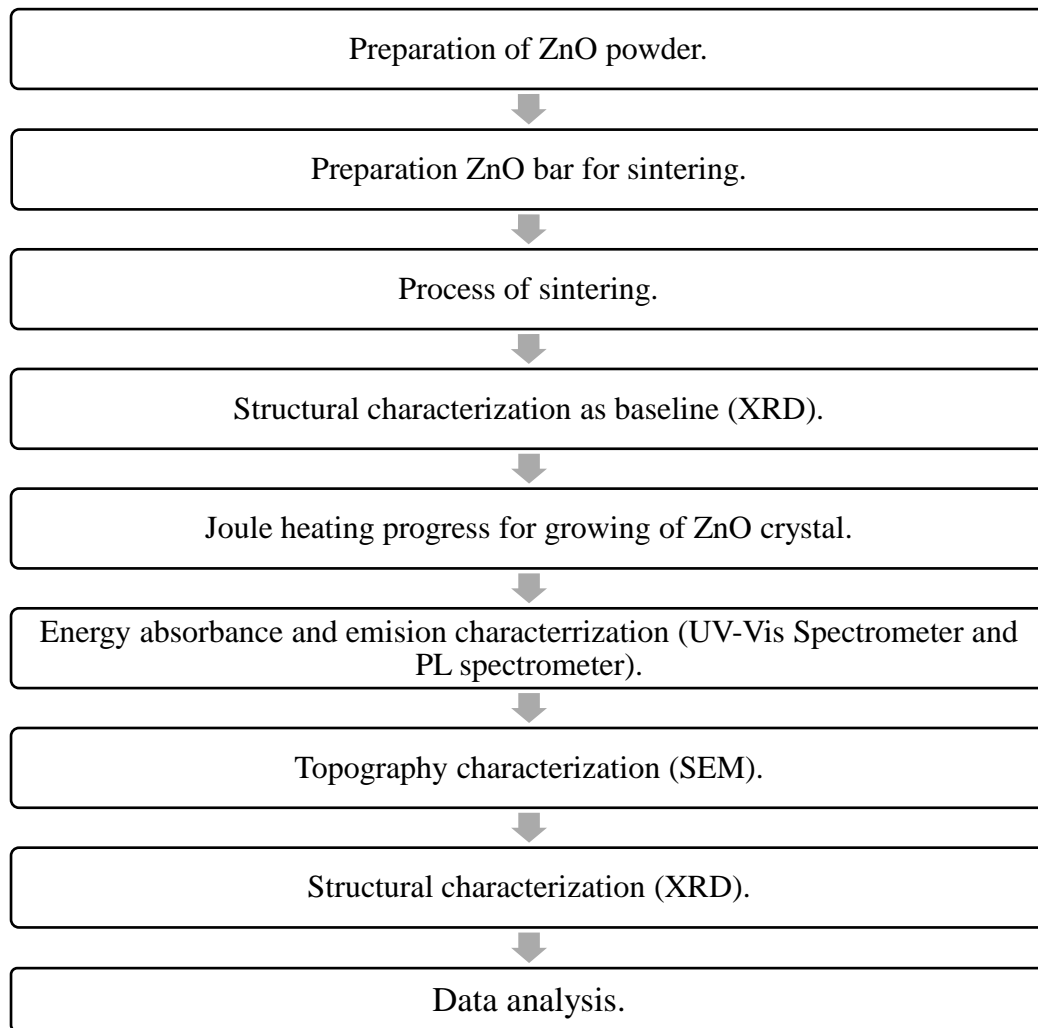 Preparation of ZnO powder.
Preparation ZnO bar for sintering.
Process of sintering.
Structural characterization as baseline (XRD).
Joule heating progress for growing of ZnO crystal.
Energy absorbance and emision characterrization (UV-Vis Spectrometer and
PL spectrometer).
Topography characterization (SEM).
Structural characterization (XRD).
Data analysis.